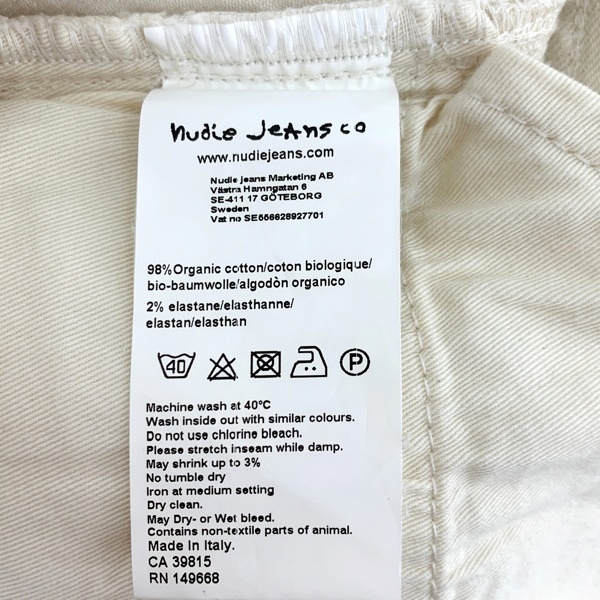 nudie jeans co
www.nudiejeans.com
Nudie Jeans Marketing AB
Västra Hamngatan 6
SE-411 17 GÖTEBORG
Sweden
Vat no SE556628927701
98%Organic cotton/coton biologique/
bio-baumwolle/algodòn organico
2% elastane/elasthanne/
elastan/elasthan
40 P
Machine wash at 40°C
Wash inside out with similar colours.
Do not use chlorine bleach.
Please stretch inseam while damp.
May shrink up to 3%
No tumble dry
Iron at medium setting
Dry clean.
May Dry- or Wet bleed.
Contains non-textile parts of animal.
Made in Italy.
CA 39815
RN 149668